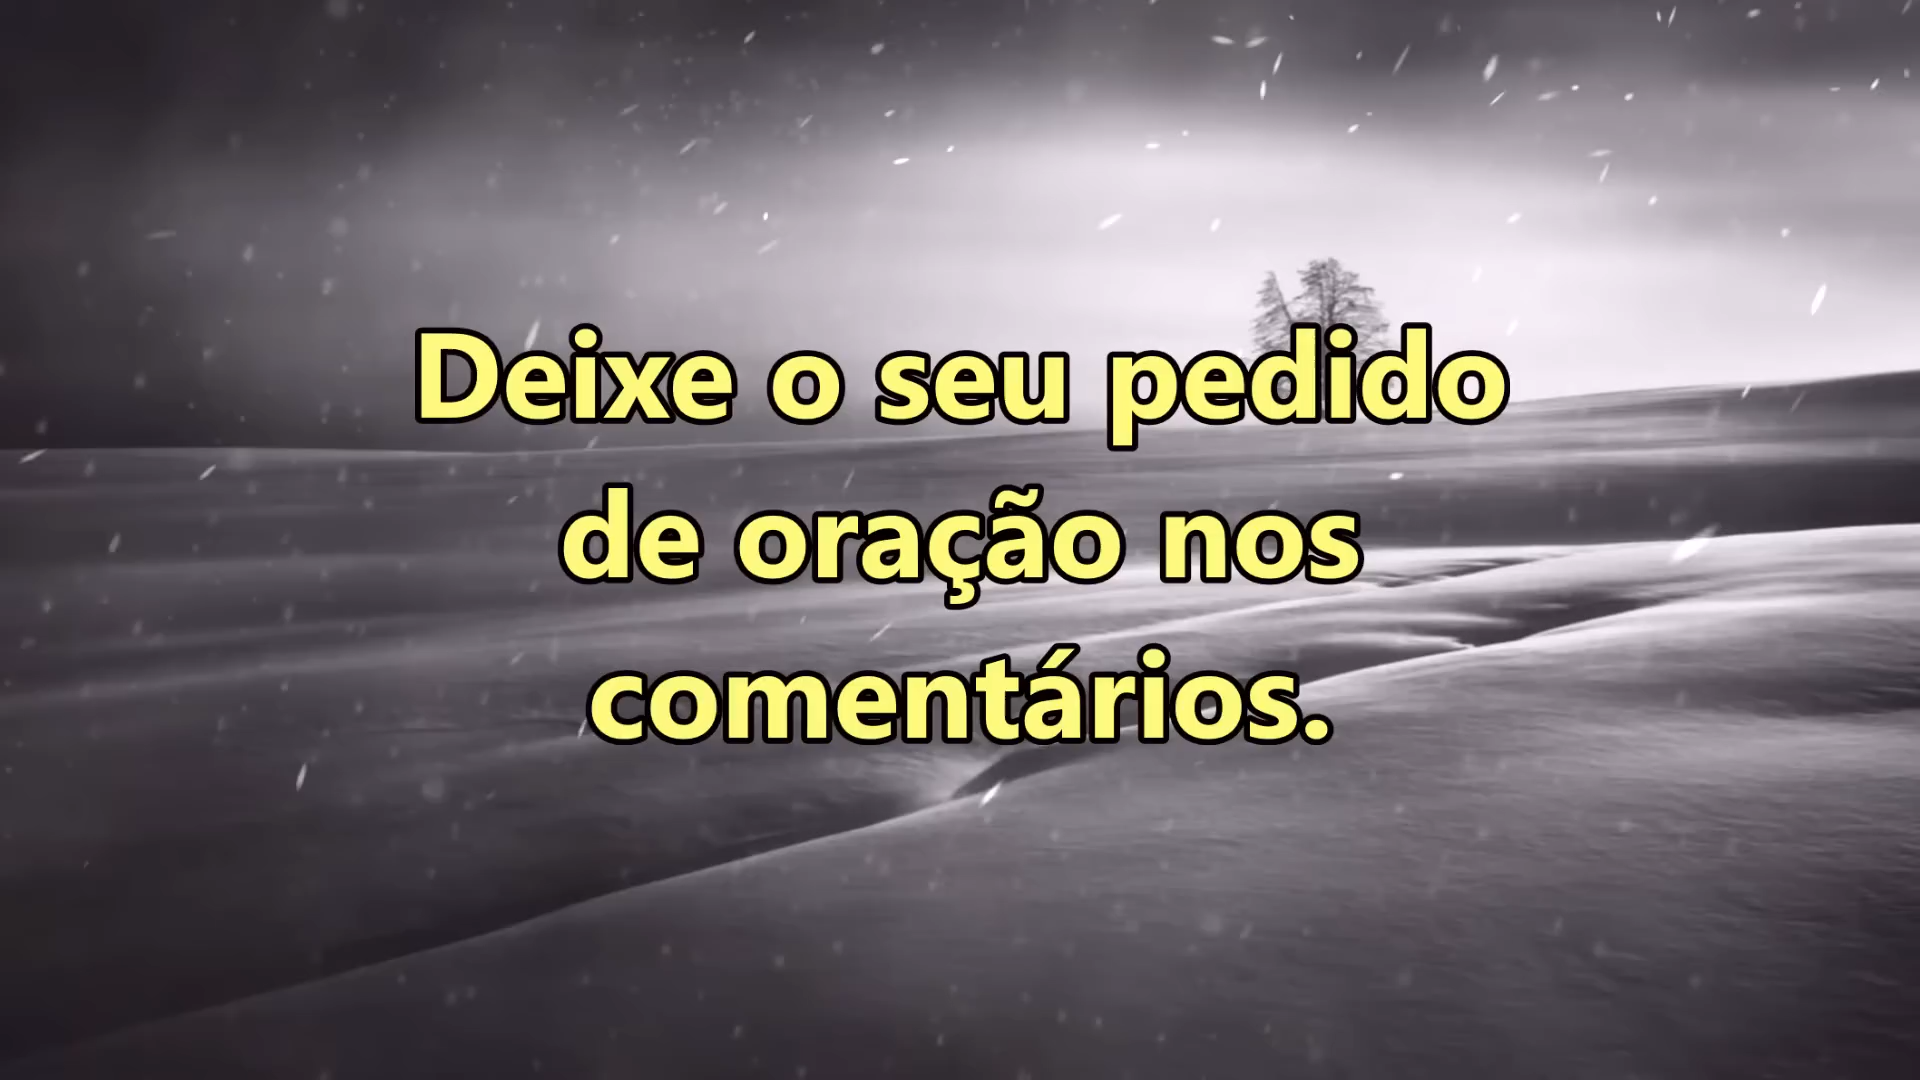 Deixe o seu pedido
de oração nos
comentários.